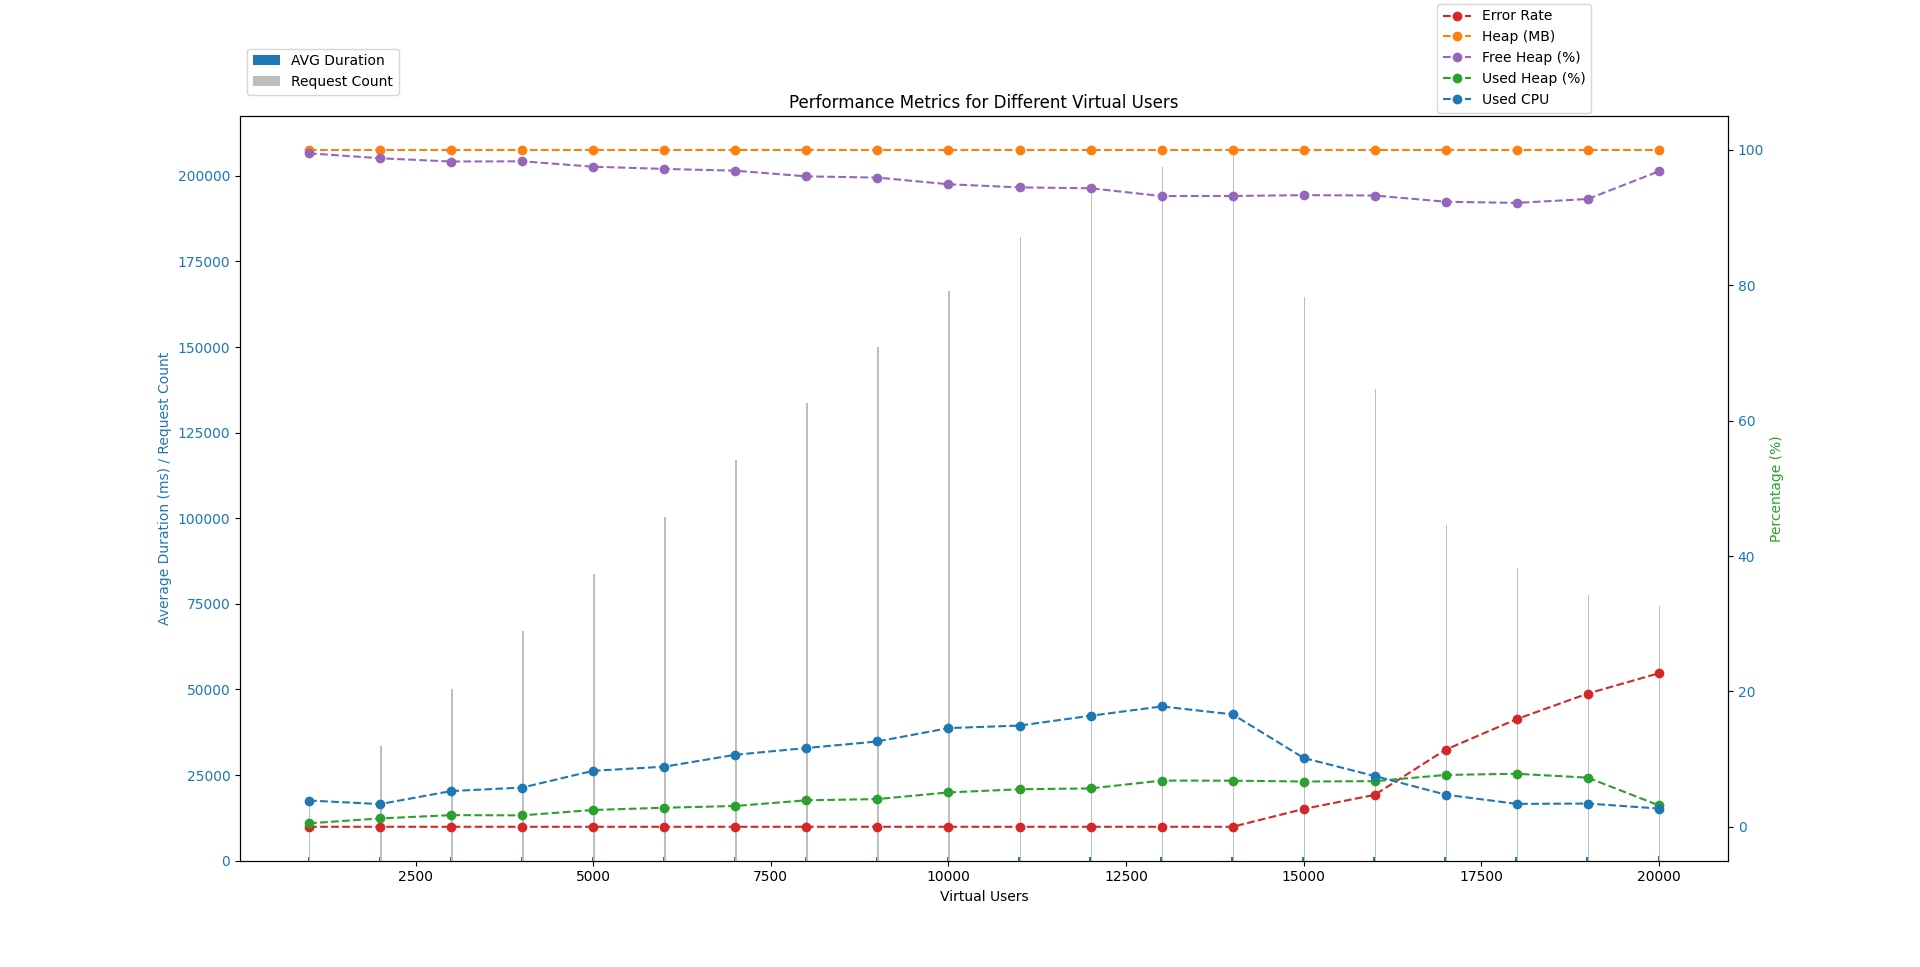 Error Rate
Heap (MB)
Free Heap (%)
Used Heap (%)
Used CPU
AVG Duration
Request Count
Performance Metrics for Different Virtual Users
200000
175000
150000
125000
100000
75000
50000
25000
0
Average Duration (ms) / Request Count
100
80
60
40
20
0
Percentage (%)
2500
5000
7500
10000
12500
15000
17500
20000
Virtual Users